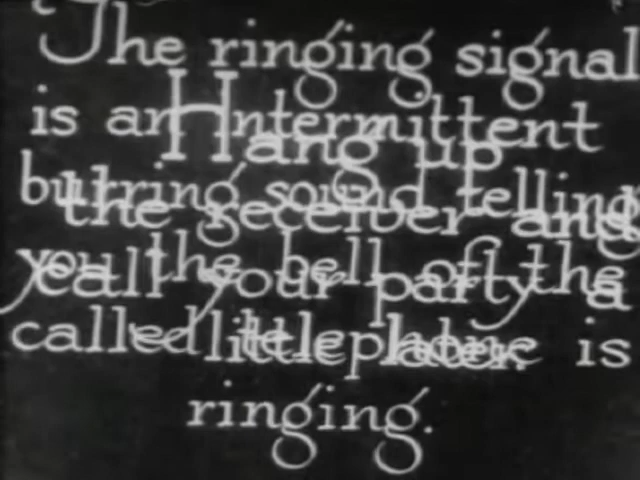 The ringing signal
is an intermittent
Hang up
burring sound telling
the receiver and
you the bell of the
call your party a
called telephone is
little later.
ringing.